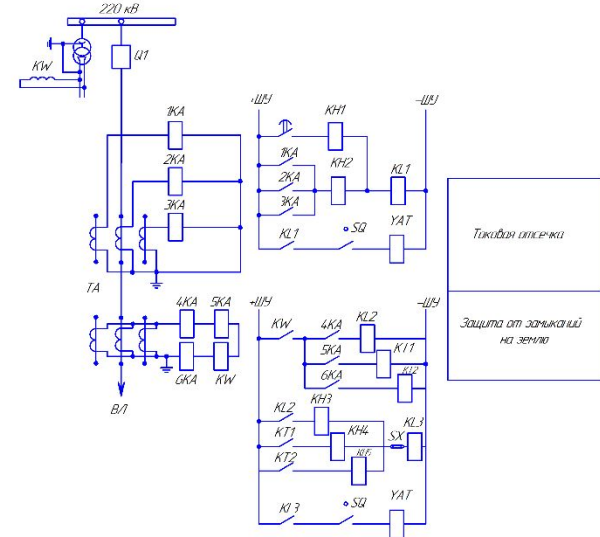 220 кВ
KW
Q1
1KA
2KA
3KA
TA
4KA
5KA
6KA
KW
ВЛ
+ШУ
-ШУ
KH1
1KA
2KA
KH2
KL1
3KA
KL1
SQ
YAT
+ШУ
-ШУ
KW
4KA
KL2
5KA
KT1
6KA
KT2
KL2
KH3
KT1
KH4
SX
KL3
KT2
KH5
KL3
SQ
YAT
Токовая отсечка
Защита от замыканий
на землю